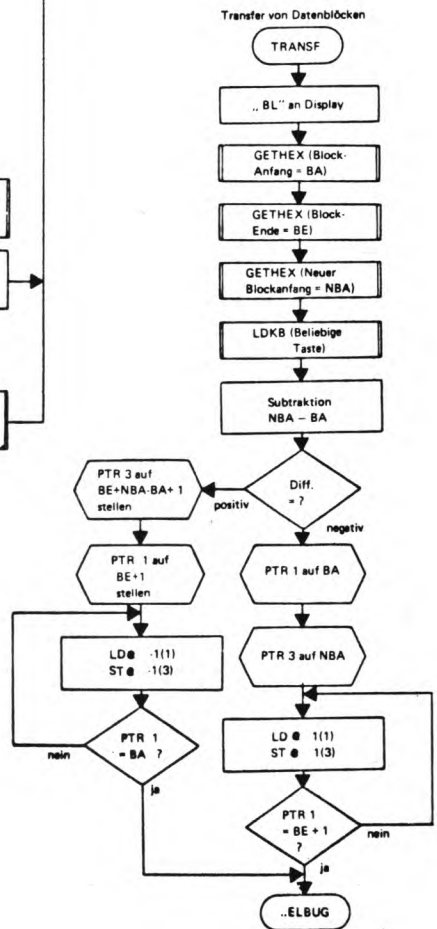 Transfer von Datenblöcken
TRANSF
„ BL" an Display
GETHEX (Block-
Anfang = BA)
GETHEX (Block-
Ende = BE)
GETHEX (Neuer
Blockanfang = NBA)
LDKB (Beliebige
Taste)
Subtraktion
NBA – BA
Diff.
= ?
positiv
negativ
PTR 3 auf
BE+NBA-BA+ 1
stellen
PTR 1 auf
BE+1
stellen
LD@ -1(1)
ST@ -1(3)
PTR 1
= BA ?
nein
ja
PTR 1 auf BA
PTR 3 auf NBA
LD @ 1(1)
ST @ 1(3)
PTR 1
= BE + 1
?
nein
ja
..ELBUG